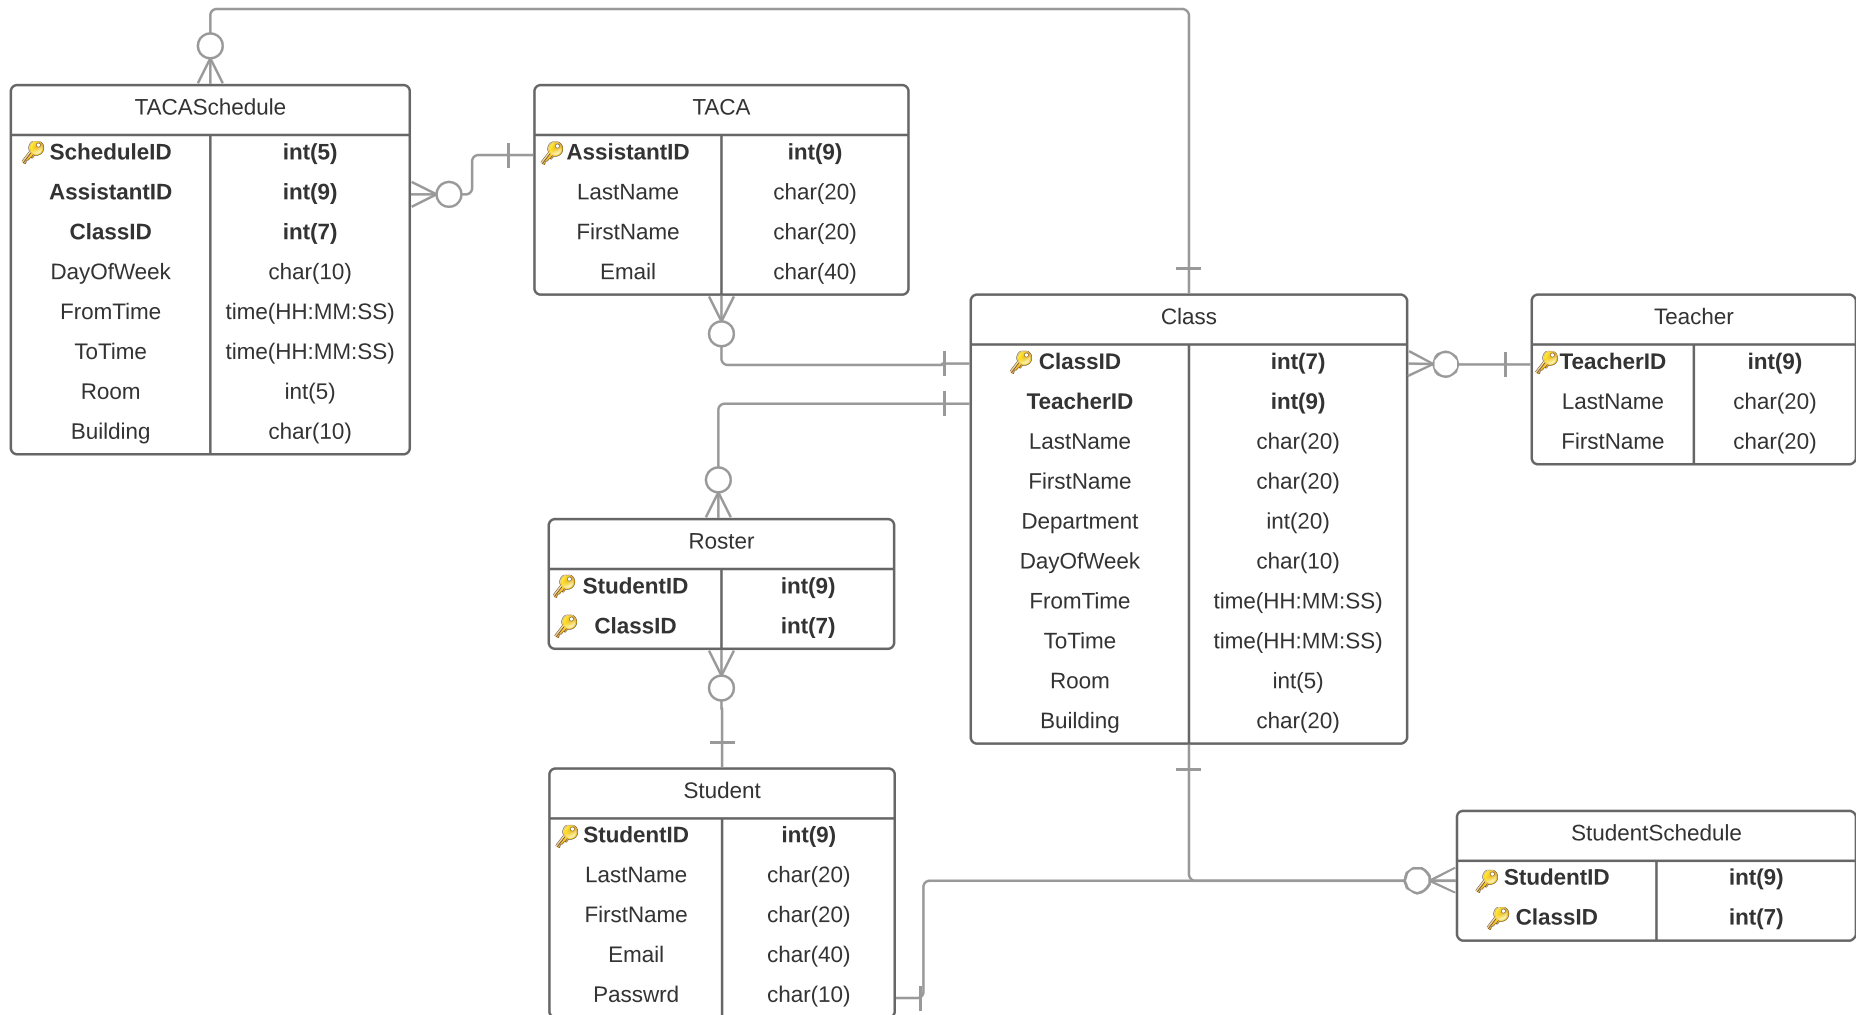 TACASchedule
ScheduleID int(5)
AssistantID int(9)
ClassID int(7)
DayOfWeek char(10)
FromTime time(HH:MM:SS)
ToTime time(HH:MM:SS)
Room int(5)
Building char(10)
TACA
AssistantID int(9)
LastName char(20)
FirstName char(20)
Email char(40)
Class
ClassID int(7)
TeacherID int(9)
LastName char(20)
FirstName char(20)
Department int(20)
DayOfWeek char(10)
FromTime time(HH:MM:SS)
ToTime time(HH:MM:SS)
Room int(5)
Building char(20)
Teacher
TeacherID int(9)
LastName char(20)
FirstName char(20)
Roster
StudentID int(9)
ClassID int(7)
Student
StudentID int(9)
LastName char(20)
FirstName char(20)
Email char(40)
Passwrd char(10)
StudentSchedule
StudentID int(9)
ClassID int(7)